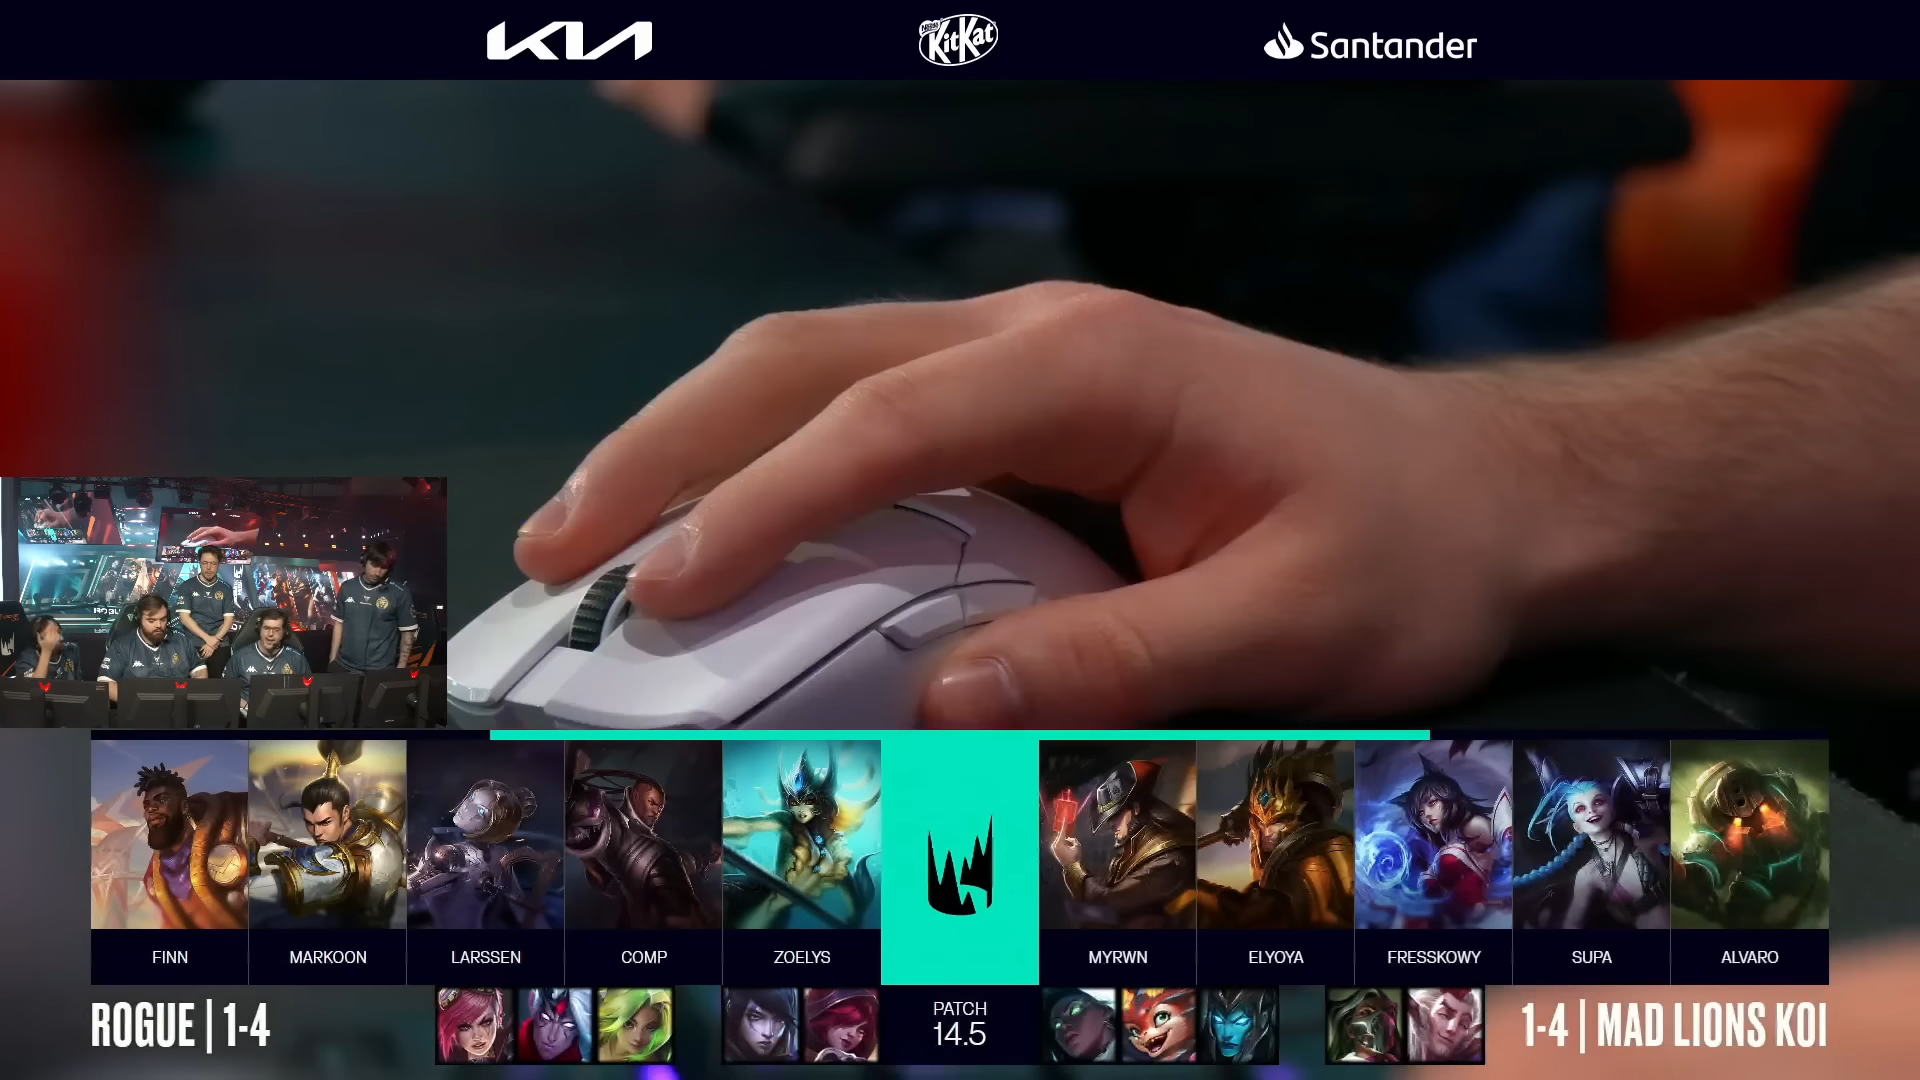 KIA
Nestlé KitKat
Santander
FINN
MARKOON
LARSSEN
COMP
ZOELYS
MYRWN
ELYOYA
FRESSKOWY
SUPA
ALVARO
ROGUE | 1-4
PATCH
14.5
1-4 | MAD LIONS KOI